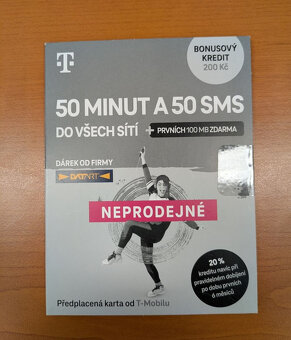 T
BONUSOVÝ
KREDIT
200 Kč
50 MINUT A 50 SMS
DO VŠECH SÍTÍ + PRVNÍCH 100 MB ZDARMA
DÁREK OD FIRMY
DATART
NEPRODEJNÉ
20 %
kreditu navíc při
pravidelném dobíjení
po dobu prvních
6 měsíců
Předplacená karta od T-Mobilu